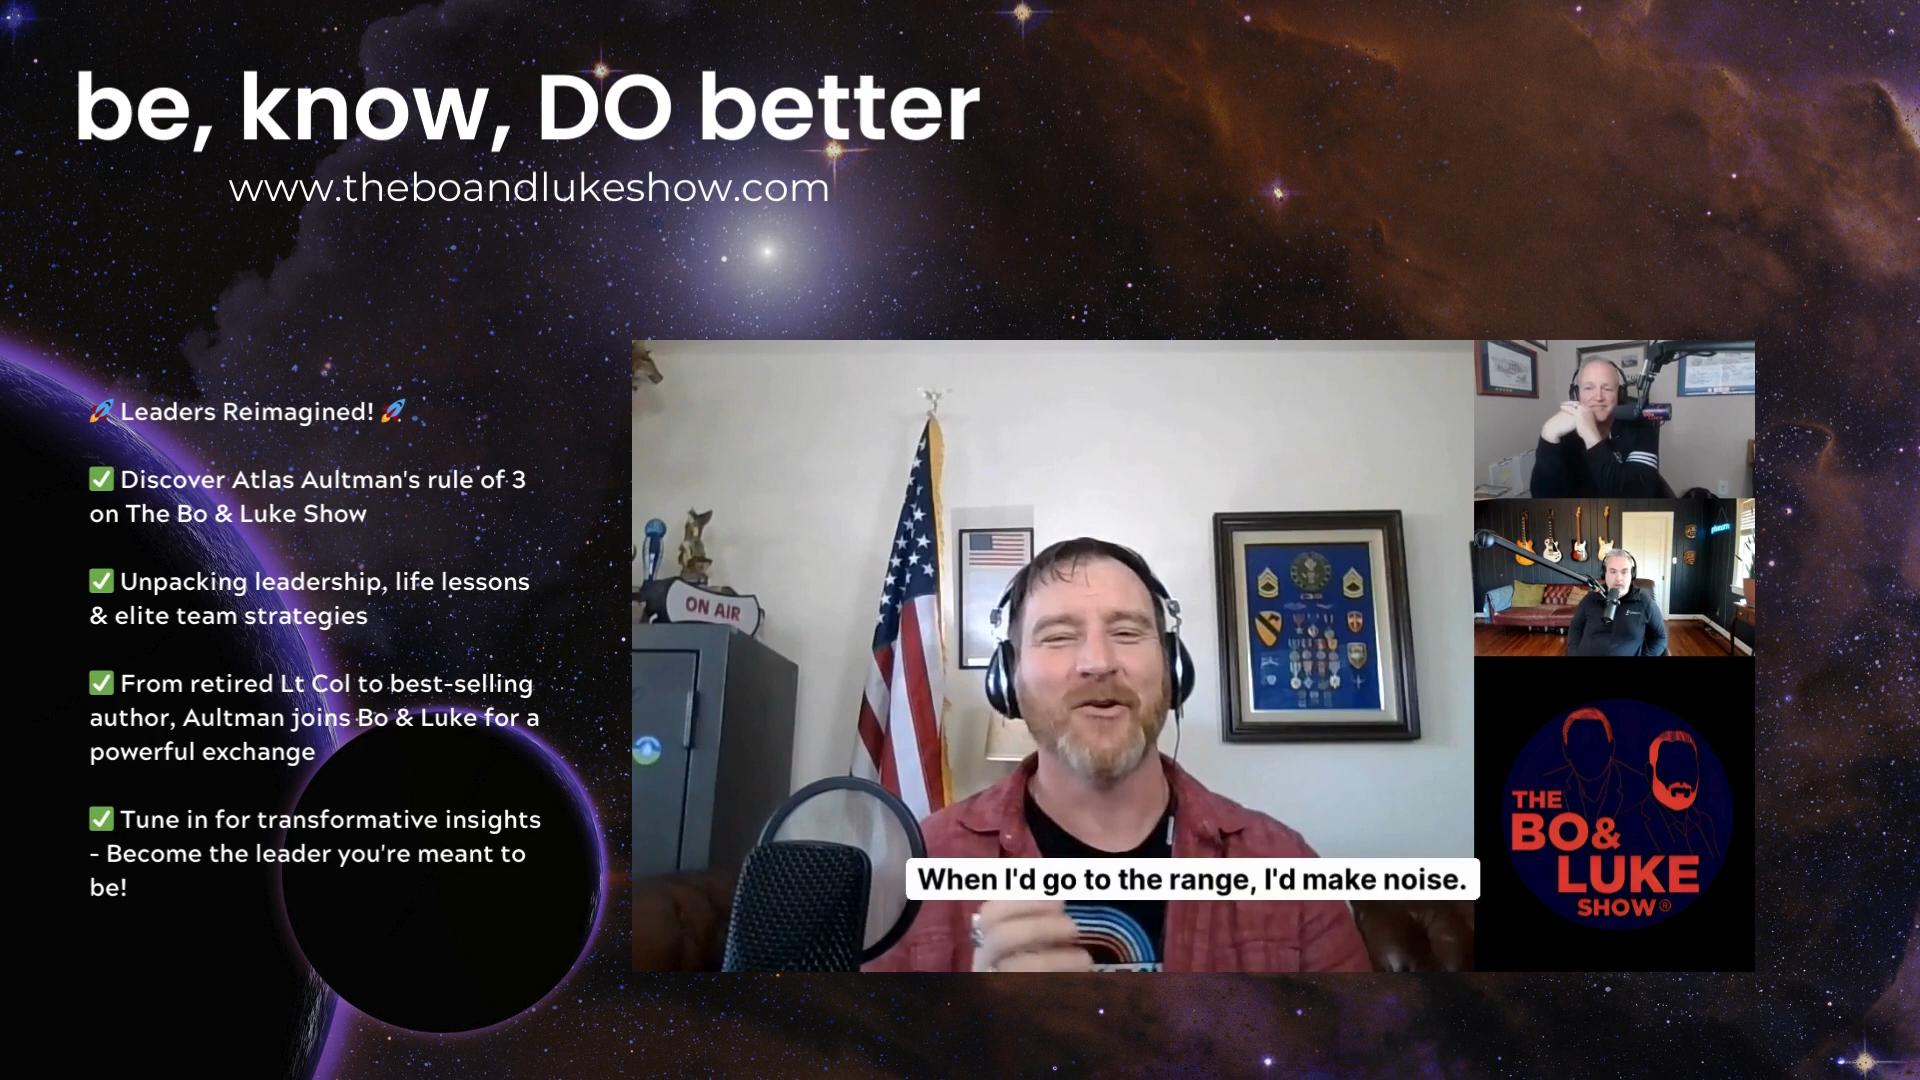 be, know, DO better
www.theboandlukeshow.com
🚀 Leaders Reimagined! 🚀
✅ Discover Atlas Aultman's rule of 3
on The Bo & Luke Show
✅ Unpacking leadership, life lessons
& elite team strategies
✅ From retired Lt Col to best-selling
author, Aultman joins Bo & Luke for a
powerful exchange
✅ Tune in for transformative insights
- Become the leader you're meant to
be!
ON AIR
When I'd go to the range, I'd make noise.
THE
BO &
LUKE
SHOW®